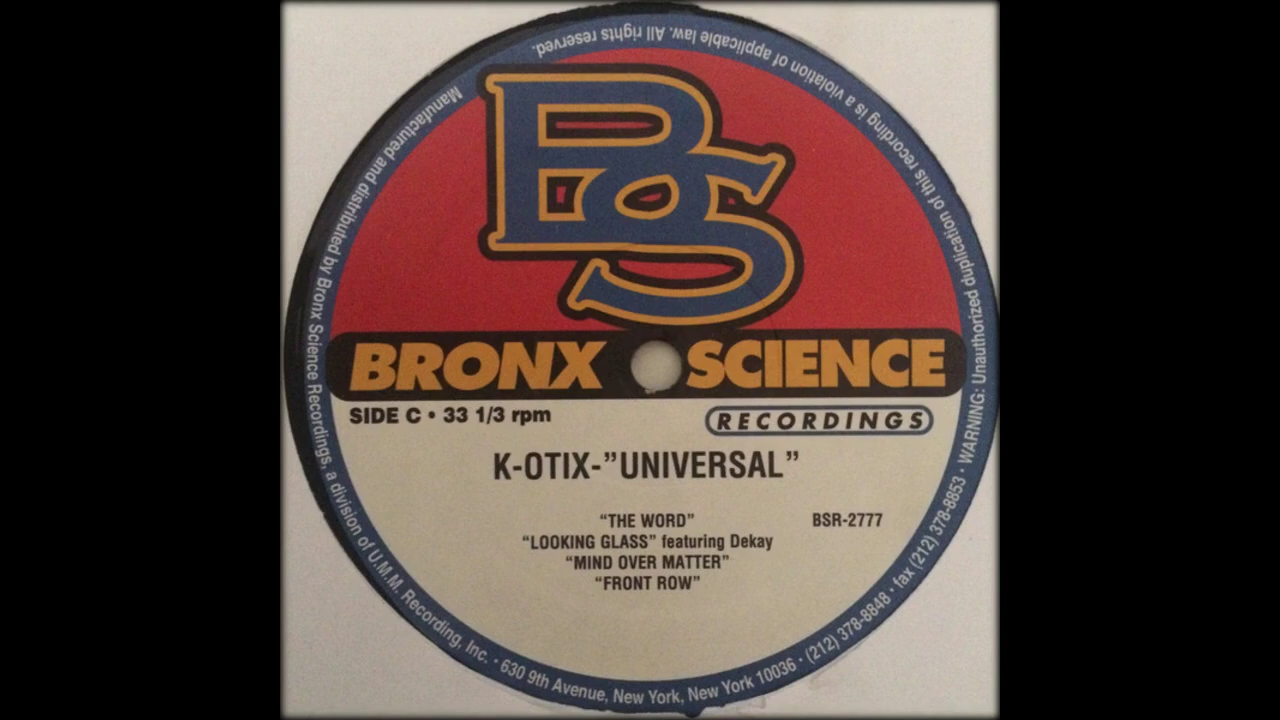 BS
BRONX SCIENCE
SIDE C • 33 1/3 rpm
RECORDINGS
K-OTIX-”UNIVERSAL”
“THE WORD”
BSR-2777
“LOOKING GLASS” featuring Dekay
“MIND OVER MATTER”
“FRONT ROW”
Manufactured and distributed by Bronx Science Recordings, a division of U.M.M. Recording, Inc. • 630 9th Avenue, New York, New York 10036 • (212) 378-8848 • fax (212) 378-8853 • WARNING: Unauthorized duplication of this recording is a violation of applicable law. All rights reserved.